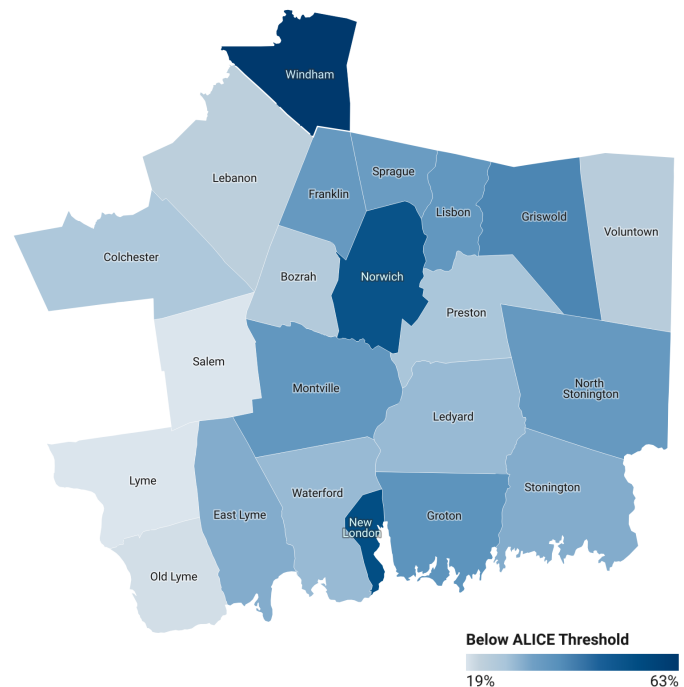 Windham
Lebanon
Sprague
Franklin
Lisbon
Griswold
Voluntown
Colchester
Bozrah
Norwich
Preston
Salem
Montville
North
Stonington
Ledyard
Lyme
Waterford
Stonington
East Lyme
New
London
Groton
Old Lyme
Below ALICE Threshold
19% 63%